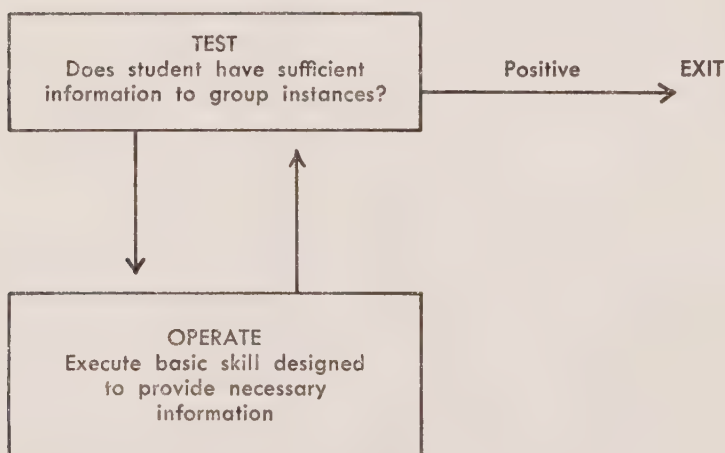 TEST
Does student have sufficient
information to group instances?
Positive
EXIT
OPERATE
Execute basic skill designed
to provide necessary
information